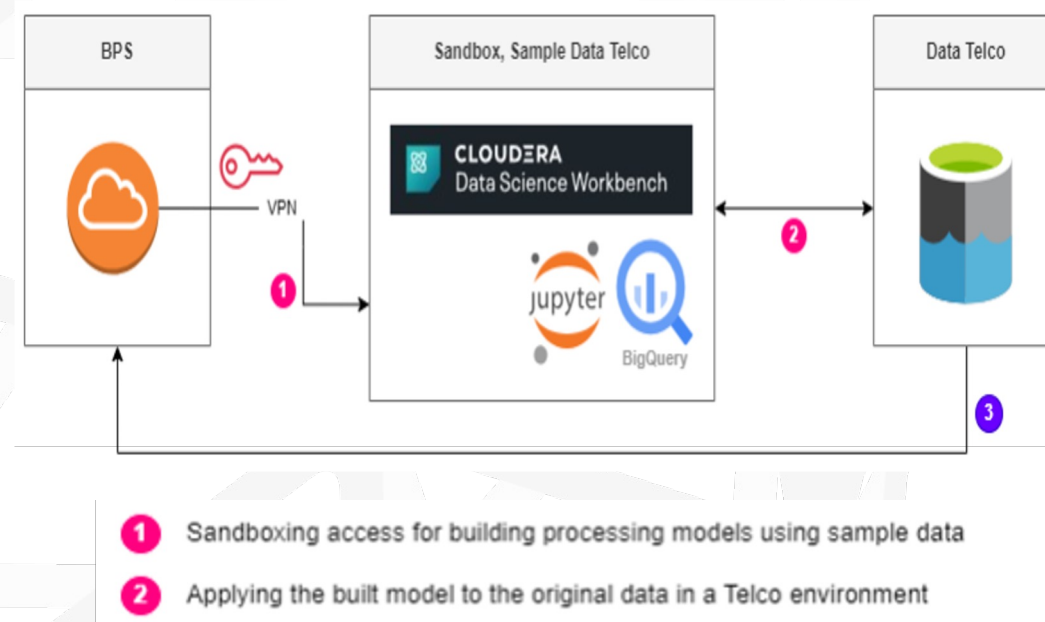 BPS
Sandbox, Sample Data Telco
Data Telco
CLOUDERA
Data Science Workbench
VPN
1
2
jupyter
BigQuery
3
1 Sandboxing access for building processing models using sample data
2 Applying the built model to the original data in a Telco environment